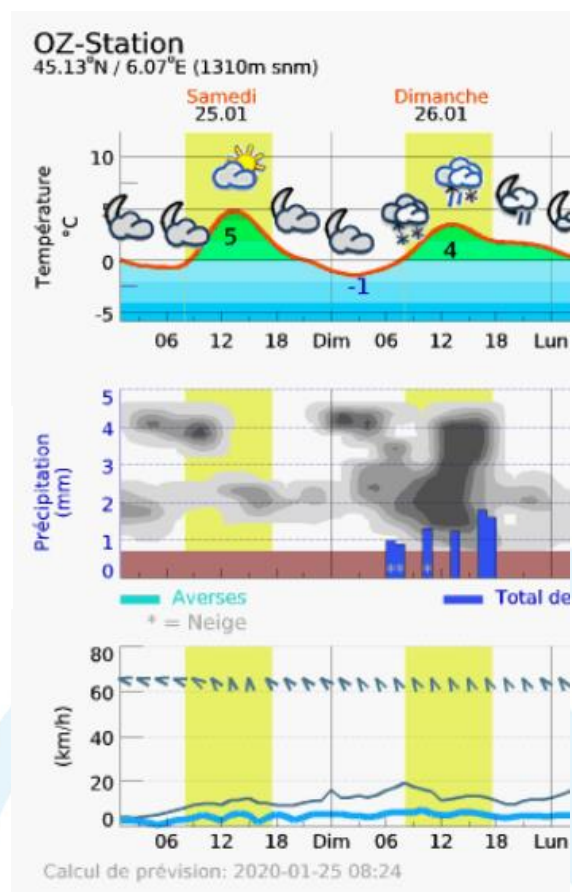 OZ-Station
45.13°N / 6.07°E (1310m snm)
Samedi Dimanche
25.01 26.01
Température
°C
10
5
0
-5
5
4
-1
06 12 18 Dim 06 12 18 Lun
Précipitation
(mm)
5
4
3
2
1
0
** *
Averses Total de
* = Neige
(km/h)
80
60
40
20
0
06 12 18 Dim 06 12 18 Lun
Calcul de prévision: 2020-01-25 08:24